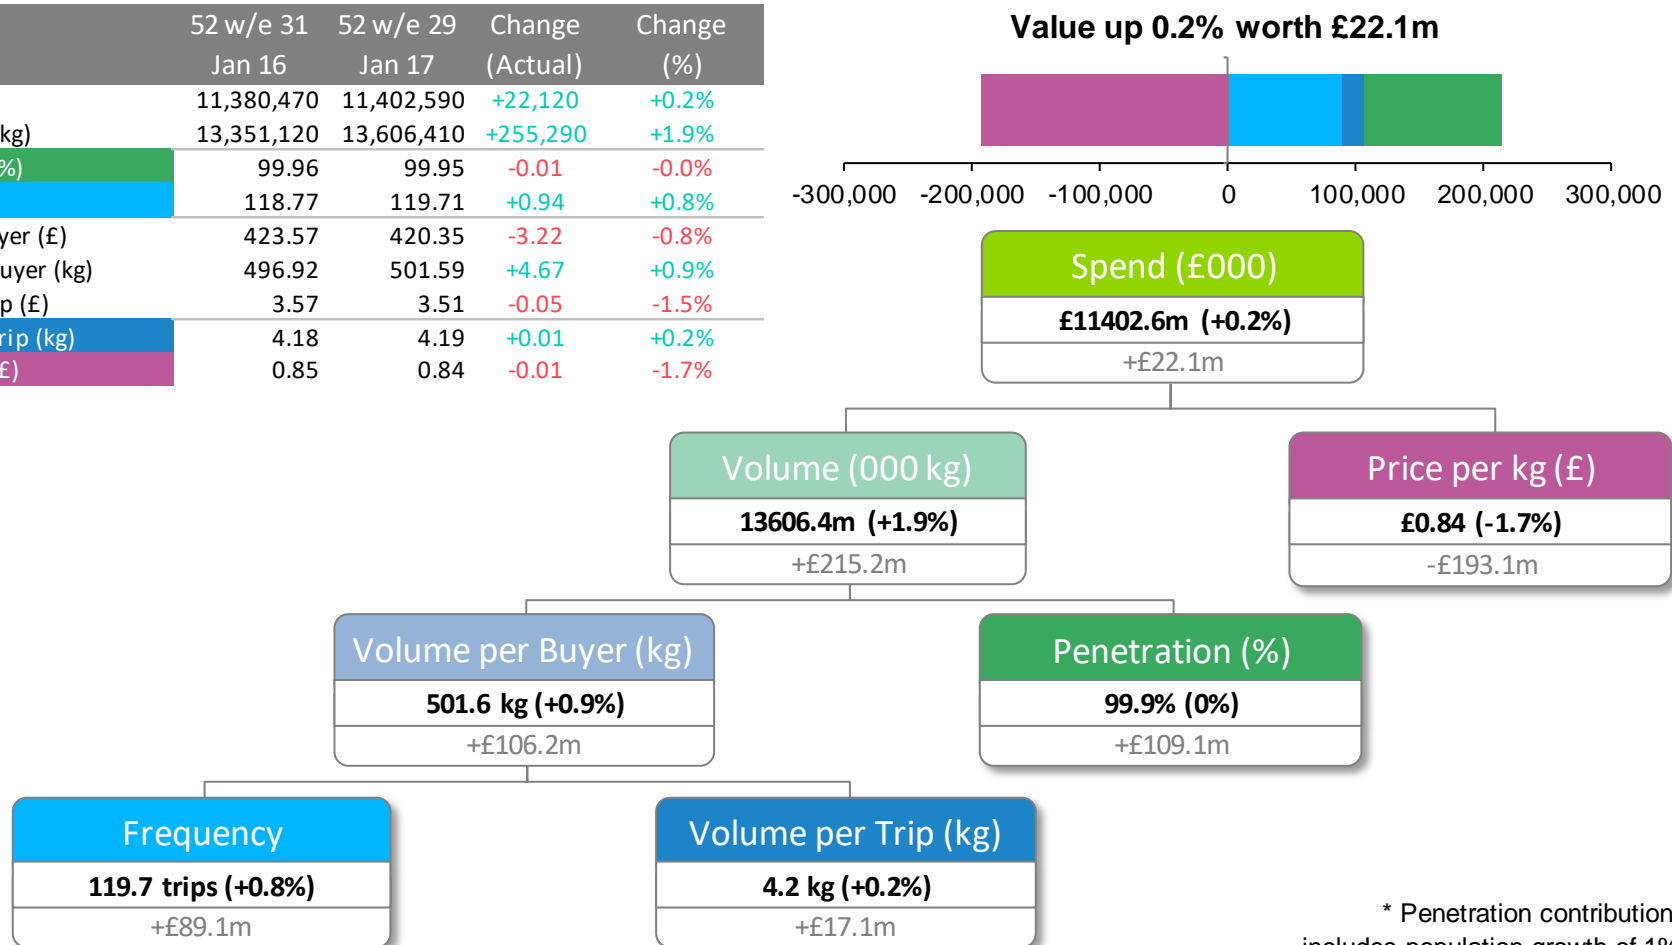 52 w/e 31 52 w/e 29 Change Change
Jan 16 Jan 17 (Actual) (%)
11,380,470 11,402,590 +22,120 +0.2%
kg) 13,351,120 13,606,410 +255,290 +1.9%
%) 99.96 99.95 -0.01 -0.0%
118.77 119.71 +0.94 +0.8%
yer (£) 423.57 420.35 -3.22 -0.8%
uyer (kg) 496.92 501.59 +4.67 +0.9%
p (£) 3.57 3.51 -0.05 -1.5%
rip (kg) 4.18 4.19 +0.01 +0.2%
£) 0.85 0.84 -0.01 -1.7%
Value up 0.2% worth £22.1m
-300,000 -200,000 -100,000 0 100,000 200,000 300,000
Spend (£000)
£11402.6m (+0.2%)
+£22.1m
Volume (000 kg)
13606.4m (+1.9%)
+£215.2m
Price per kg (£)
£0.84 (-1.7%)
-£193.1m
Volume per Buyer (kg)
501.6 kg (+0.9%)
+£106.2m
Penetration (%)
99.9% (0%)
+£109.1m
Frequency
119.7 trips (+0.8%)
+£89.1m
Volume per Trip (kg)
4.2 kg (+0.2%)
+£17.1m
* Penetration contribution
includes population growth of 1%